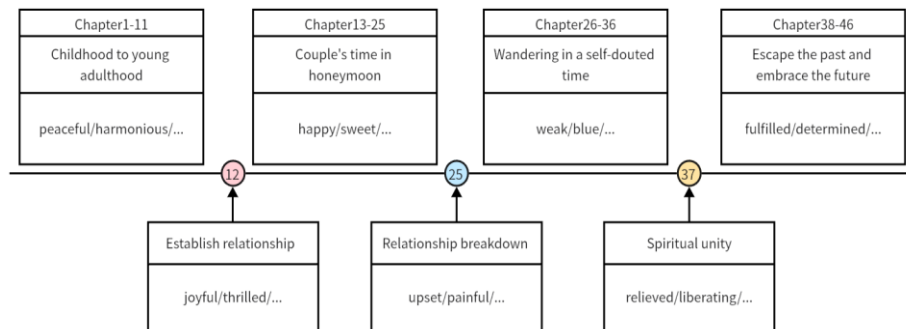 Chapter1-11
Childhood to young
adulthood
peaceful/harmonious/...
Chapter13-25
Couple's time in
honeymoon
happy/sweet/...
Chapter26-36
Wandering in a self-douted
time
weak/blue/...
Chapter38-46
Escape the past and
embrace the future
fulfilled/determined/...
12
25
37
Establish relationship
joyful/thrilled/...
Relationship breakdown
upset/painful/...
Spiritual unity
relieved/liberating/...